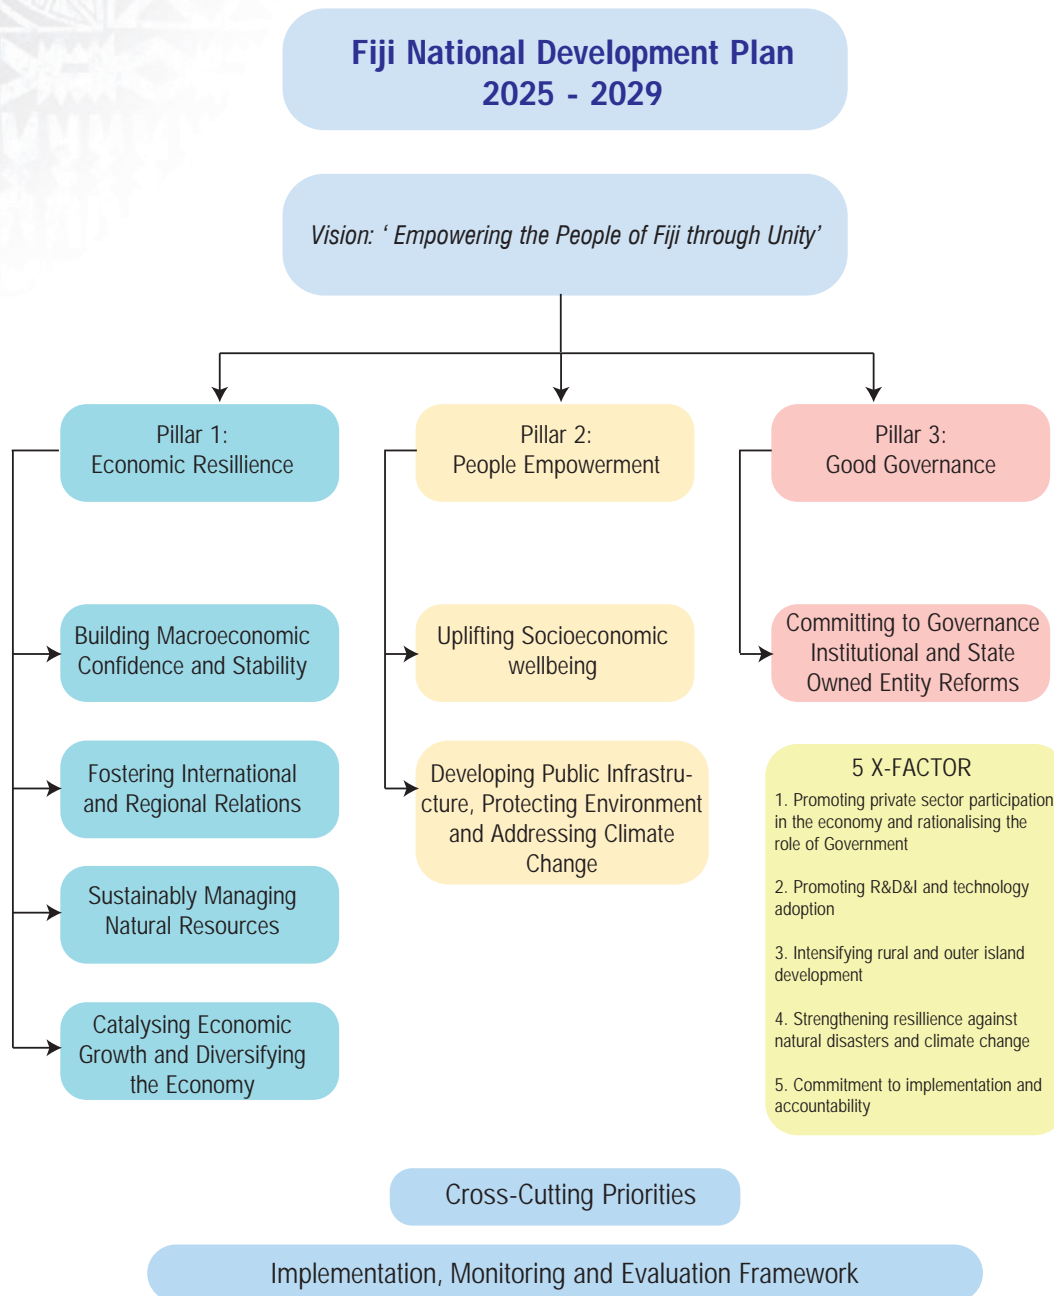 Fiji National Development Plan
2025 - 2029
Vision: ‘ Empowering the People of Fiji through Unity’
Pillar 1:
Economic Resillience
Building Macroeconomic
Confidence and Stability
Fostering International
and Regional Relations
Sustainably Managing
Natural Resources
Catalysing Economic
Growth and Diversifying
the Economy
Pillar 2:
People Empowerment
Uplifting Socioeconomic
wellbeing
Developing Public Infrastru-
cture, Protecting Environment
and Addressing Climate
Change
Pillar 3:
Good Governance
Committing to Governance
Institutional and State
Owned Entity Reforms
5 X-FACTOR
1. Promoting private sector participation
in the economy and rationalising the
role of Government
2. Promoting R&D&I and technology
adoption
3. Intensifying rural and outer island
development
4. Strengthening resillience against
natural disasters and climate change
5. Commitment to implementation and
accountability
Cross-Cutting Priorities
Implementation, Monitoring and Evaluation Framework